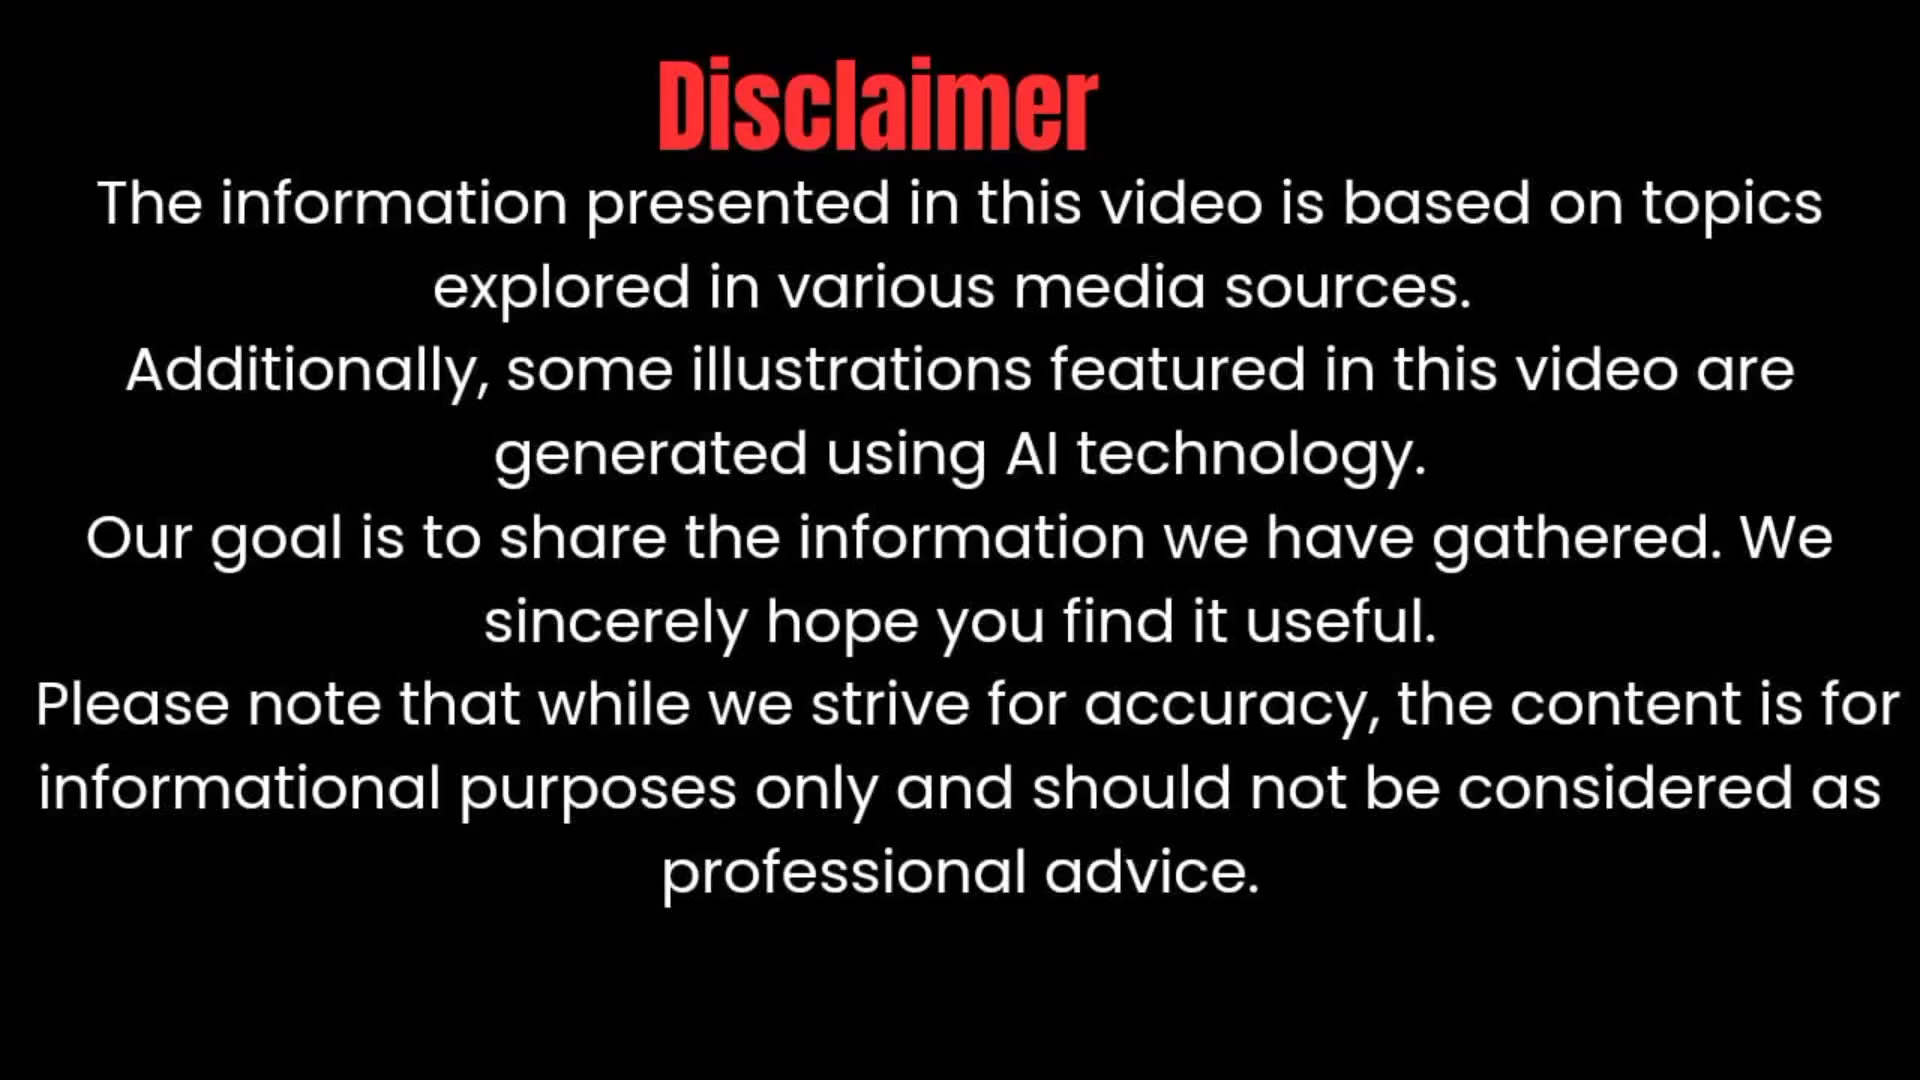 Disclaimer
The information presented in this video is based on topics
explored in various media sources.
Additionally, some illustrations featured in this video are
generated using AI technology.
Our goal is to share the information we have gathered. We
sincerely hope you find it useful.
Please note that while we strive for accuracy, the content is for
informational purposes only and should not be considered as
professional advice.